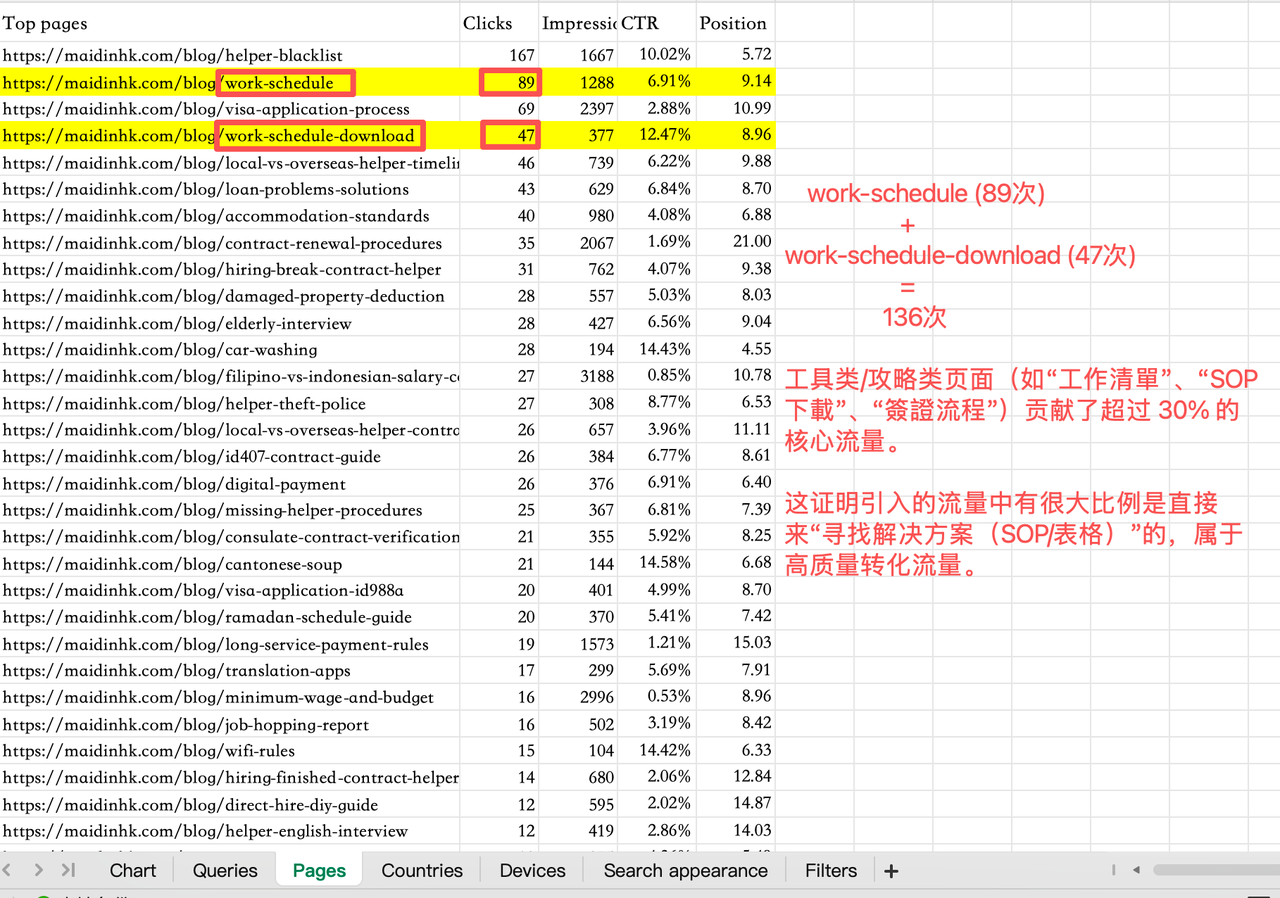 Top pages Clicks Impressic CTR Position
https://maidinhk.com/blog/helper-blacklist 167 1667 10.02% 5.72
https://maidinhk.com/blog/work-schedule 89 1288 6.91% 9.14
https://maidinhk.com/blog/visa-application-process 69 2397 2.88% 10.99
https://maidinhk.com/blog/work-schedule-download 47 377 12.47% 8.96
https://maidinhk.com/blog/local-vs-overseas-helper-timelin 46 739 6.22% 9.88
https://maidinhk.com/blog/loan-problems-solutions 43 629 6.84% 8.70
https://maidinhk.com/blog/accommodation-standards 40 980 4.08% 6.88
https://maidinhk.com/blog/contract-renewal-procedures 35 2067 1.69% 21.00
https://maidinhk.com/blog/hiring-break-contract-helper 31 762 4.07% 9.38
https://maidinhk.com/blog/damaged-property-deduction 28 557 5.03% 8.03
https://maidinhk.com/blog/elderly-interview 28 427 6.56% 9.04
https://maidinhk.com/blog/car-washing 28 194 14.43% 4.55
https://maidinhk.com/blog/filipino-vs-indonesian-salary-co 27 3188 0.85% 10.78
https://maidinhk.com/blog/helper-theft-police 27 308 8.77% 6.53
https://maidinhk.com/blog/local-vs-overseas-helper-contra 26 657 3.96% 11.11
https://maidinhk.com/blog/id407-contract-guide 26 384 6.77% 8.61
https://maidinhk.com/blog/digital-payment 26 376 6.91% 6.40
https://maidinhk.com/blog/missing-helper-procedures 25 367 6.81% 7.39
https://maidinhk.com/blog/consulate-contract-verification 21 355 5.92% 8.25
https://maidinhk.com/blog/cantonese-soup 21 144 14.58% 6.68
https://maidinhk.com/blog/visa-application-id988a 20 401 4.99% 8.70
https://maidinhk.com/blog/ramadan-schedule-guide 20 370 5.41% 7.42
https://maidinhk.com/blog/long-service-payment-rules 19 1573 1.21% 15.03
https://maidinhk.com/blog/translation-apps 17 299 5.69% 7.91
https://maidinhk.com/blog/minimum-wage-and-budget 16 2996 0.53% 8.96
https://maidinhk.com/blog/job-hopping-report 16 502 3.19% 8.42
https://maidinhk.com/blog/wifi-rules 15 104 14.42% 6.33
https://maidinhk.com/blog/hiring-finished-contract-helper 14 680 2.06% 12.84
https://maidinhk.com/blog/direct-hire-diy-guide 12 595 2.02% 14.87
https://maidinhk.com/blog/helper-english-interview 12 419 2.86% 14.03
work-schedule (89次)
+
work-schedule-download (47次)
=
136次
工具类/攻略类页面（如“工作清單”、“SOP
下載”、“簽證流程”）贡献了超过 30% 的
核心流量。
这证明引入的流量中有很大比例是直接
来“寻找解决方案（SOP/表格）”的，属于
高质量转化流量。
Chart Queries Pages Countries Devices Search appearance Filters +